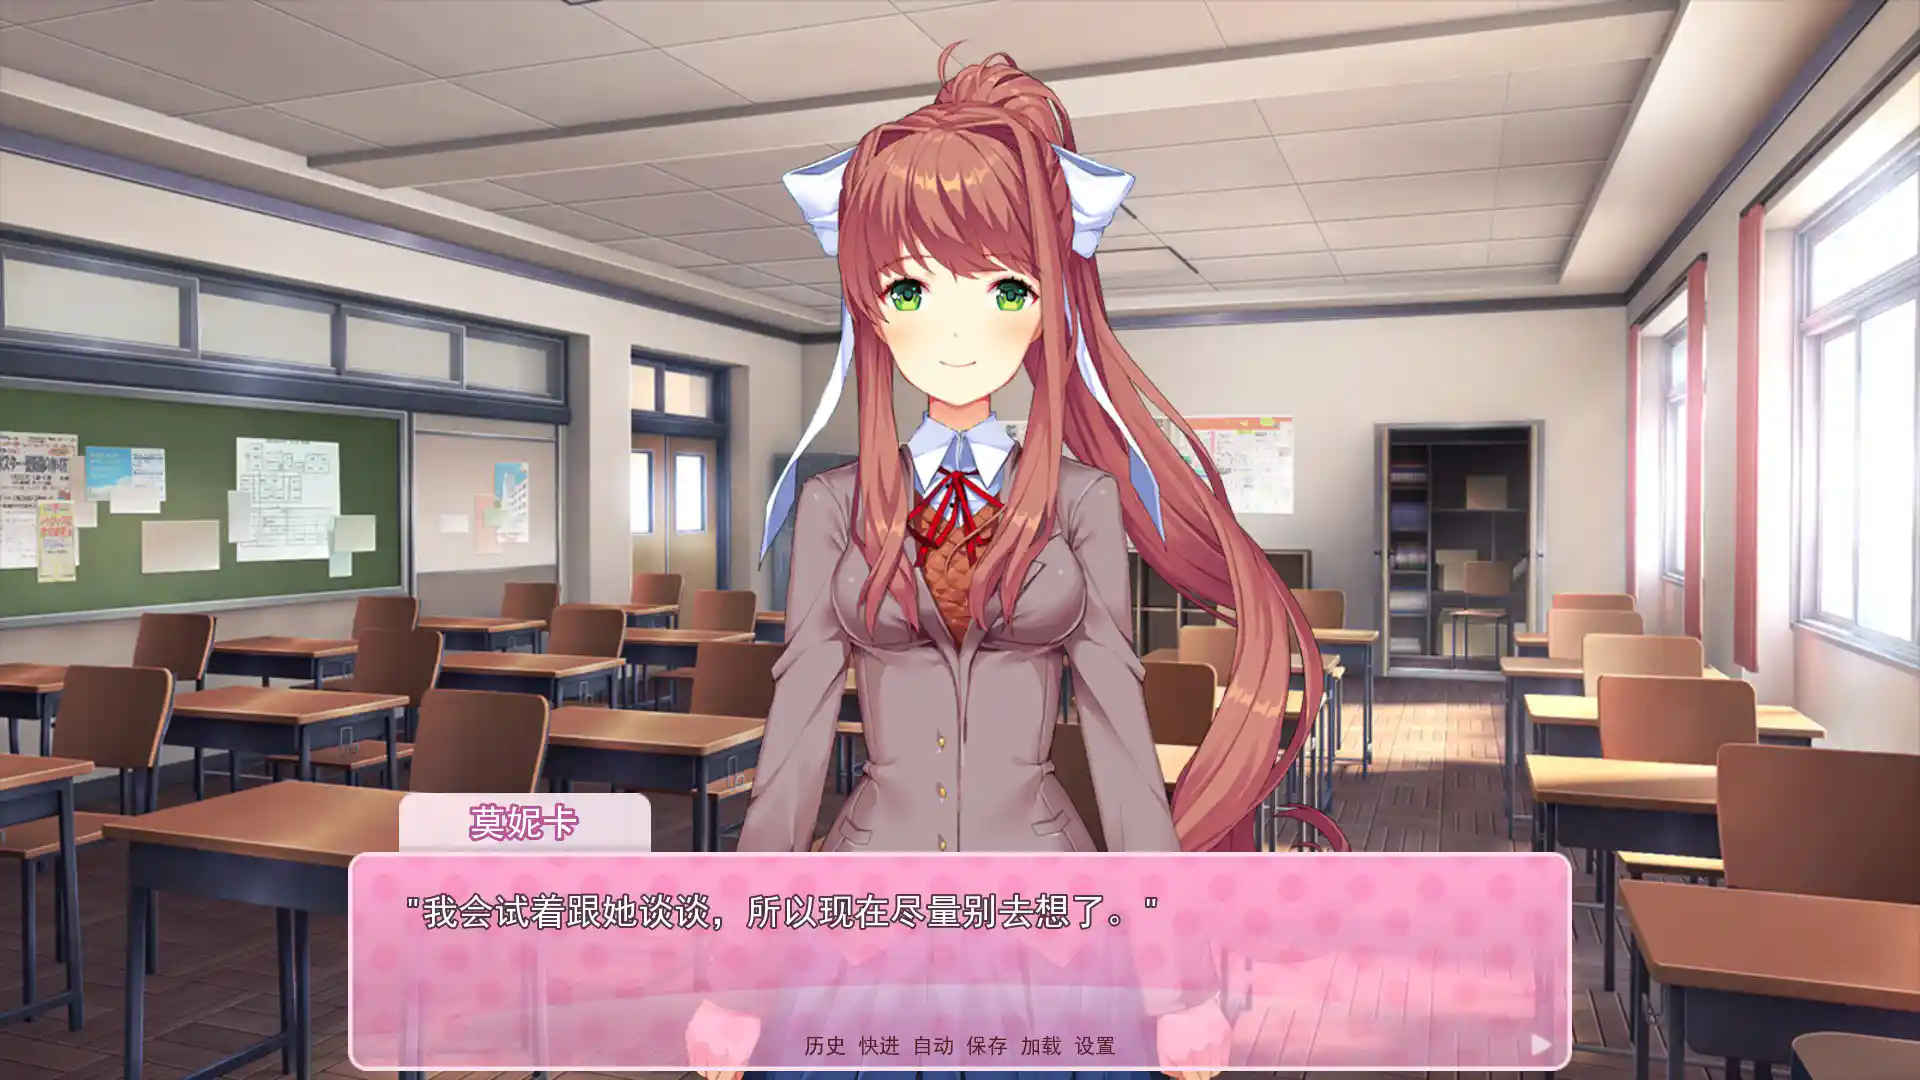 莫妮卡
"我会试着跟她谈谈，所以现在尽量别去想了。"
历史 快进 自动 保存 加载 设置